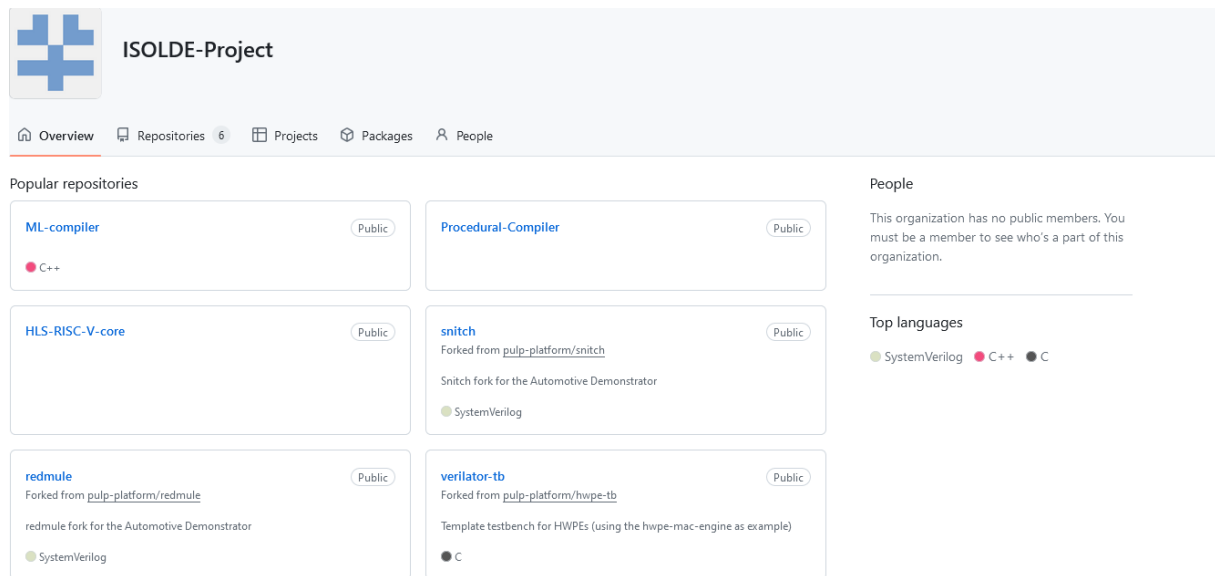 ISOLDE-Project
Overview
Repositories 6
Projects
Packages
People
Popular repositories
ML-compiler
Public
C++
Procedural-Compiler
Public
HLS-RISC-V-core
Public
snitch
Public
Forked from pulp-platform/snitch
Snitch fork for the Automotive Demonstrator
SystemVerilog
redmule
Public
Forked from pulp-platform/redmule
redmule fork for the Automotive Demonstrator
SystemVerilog
verilator-tb
Public
Forked from pulp-platform/hwpe-tb
Template testbench for HWPEs (using the hwpe-mac-engine as example)
C
People
This organization has no public members. You
must be a member to see who's a part of this
organization.
Top languages
SystemVerilog C++ C